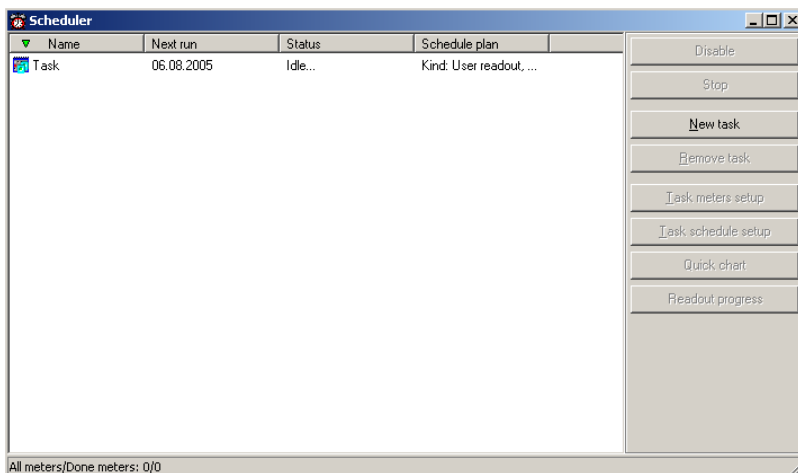 Scheduler
Name Next run Status Schedule plan
Task 06.08.2005 Idle... Kind: User readout, ...
Disable
Stop
New task
Remove task
Task meters setup
Task schedule setup
Quick chart
Readout progress
All meters/Done meters: 0/0